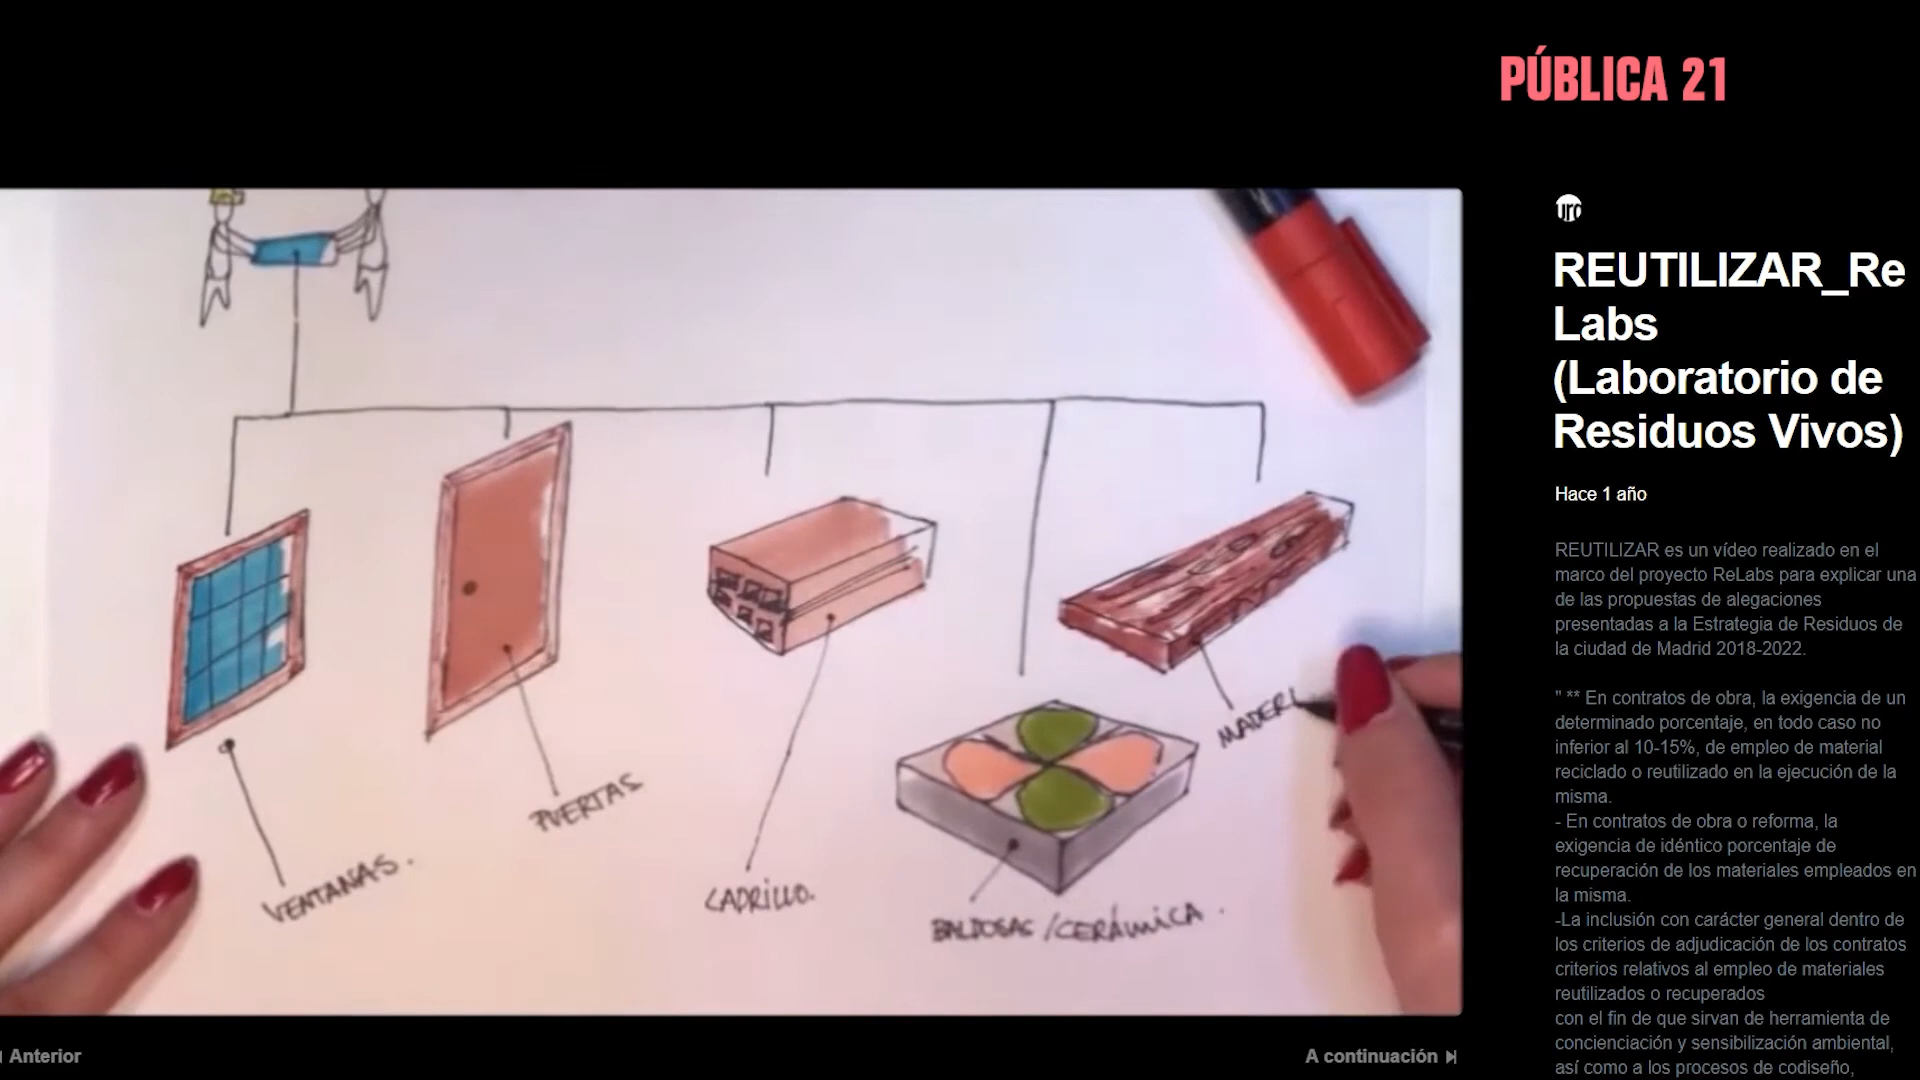 PÚBLICA 21
uro
REUTILIZAR_Re
Labs
(Laboratorio de
Residuos Vivos)
Hace 1 año
REUTILIZAR es un vídeo realizado en el
marco del proyecto ReLabs para explicar una
de las propuestas de alegaciones
presentadas a la Estrategia de Residuos de
la ciudad de Madrid 2018-2022.
" ** En contratos de obra, la exigencia de un
determinado porcentaje, en todo caso no
inferior al 10-15%, de empleo de material
reciclado o reutilizado en la ejecución de la
misma.
- En contratos de obra o reforma, la
exigencia de idéntico porcentaje de
recuperación de los materiales empleados en
la misma.
-La inclusión con carácter general dentro de
los criterios de adjudicación de los contratos
criterios relativos al empleo de materiales
reutilizados o recuperados
con el fin de que sirvan de herramienta de
concienciación y sensibilización ambiental,
así como a los procesos de codiseño,
VENTANAS.
PUERTAS
LADRILLO.
BALDOSAS/CERÁMICA.
MADER
Anterior
A continuación